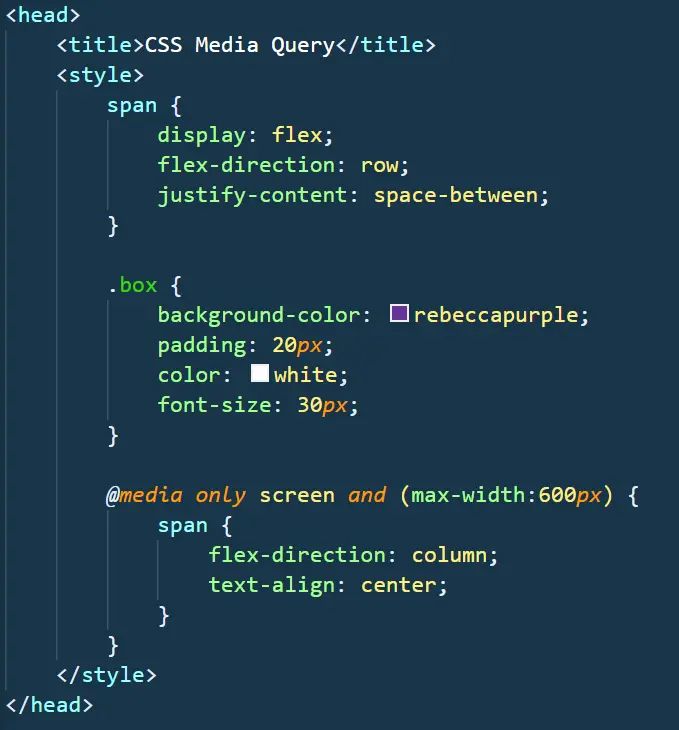 <head>
    <title>CSS Media Query</title>
    <style>
        span {
            display: flex;
            flex-direction: row;
            justify-content: space-between;
        }

        .box {
            background-color: rebeccapurple;
            padding: 20px;
            color: white;
            font-size: 30px;
        }

        @media only screen and (max-width:600px) {
            span {
                flex-direction: column;
                text-align: center;
            }
        }
    </style>
</head>